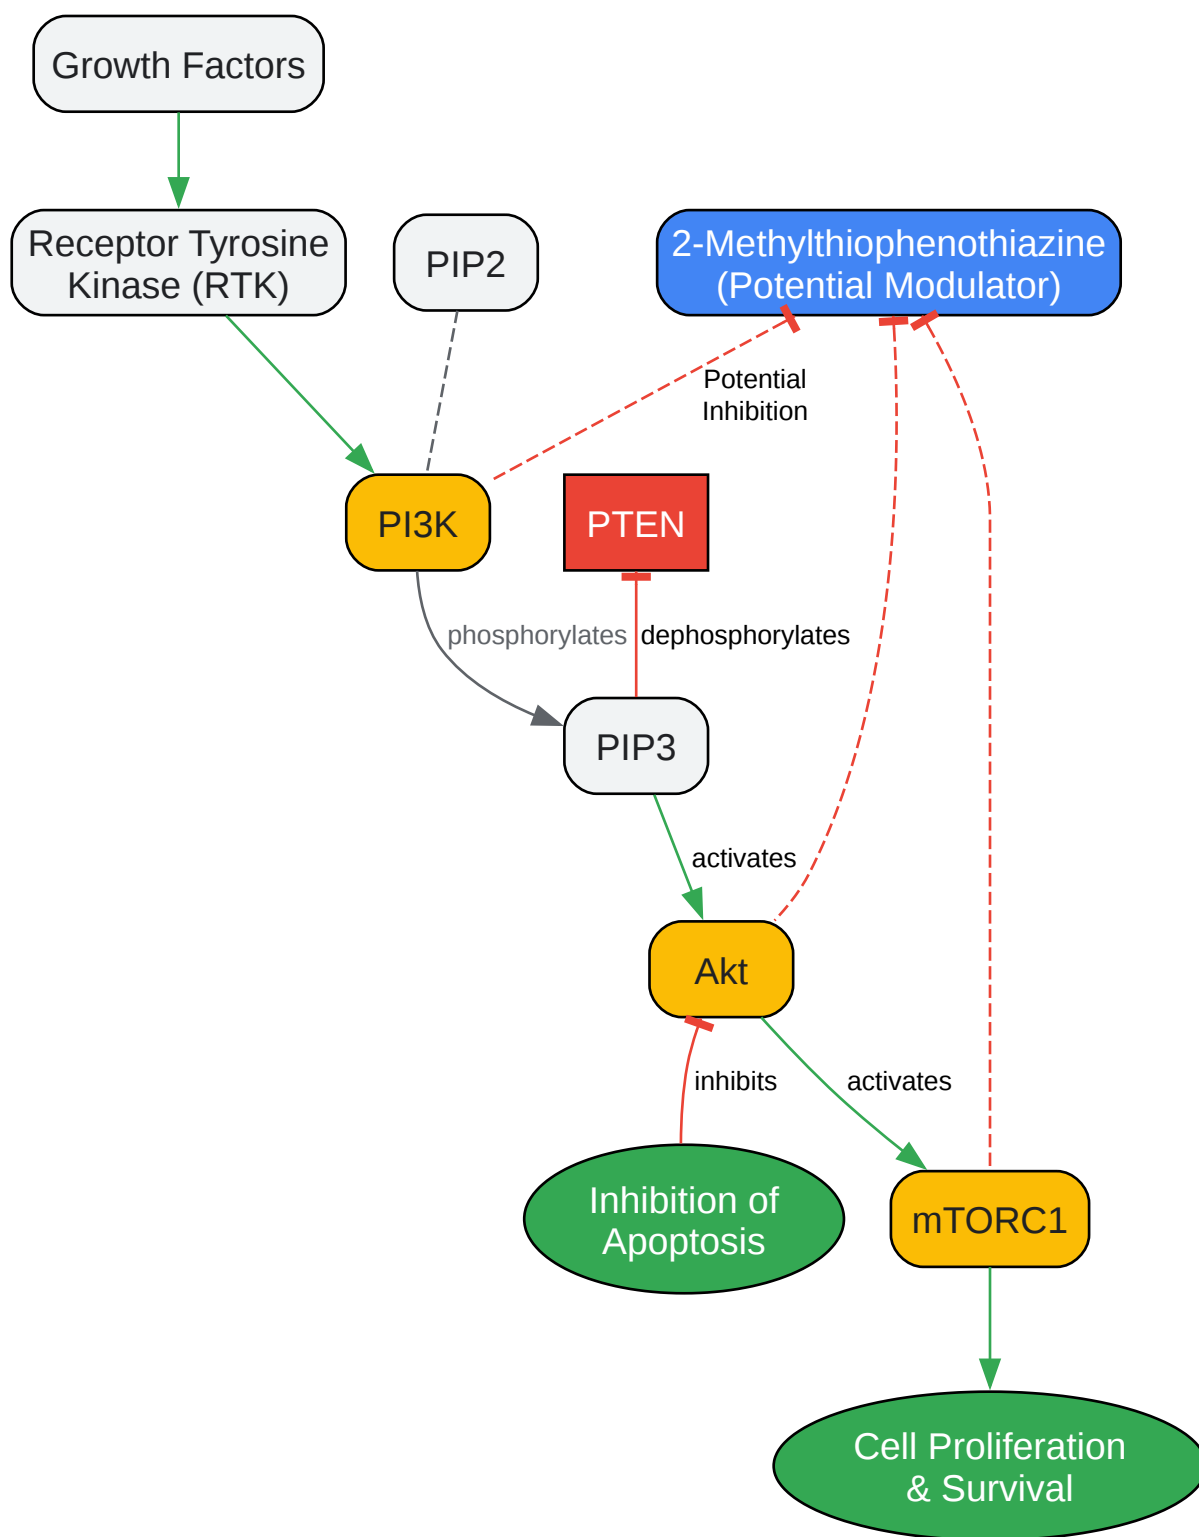 Growth Factors
Receptor Tyrosine
Kinase (RTK)
PIP2
2-Methylthiophenothiazine
(Potential Modulator)
Potential
Inhibition
PI3K
PTEN
phosphorylates
dephosphorylates
PIP3
activates
Akt
inhibits
activates
Inhibition of
Apoptosis
mTORC1
Cell Proliferation
& Survival